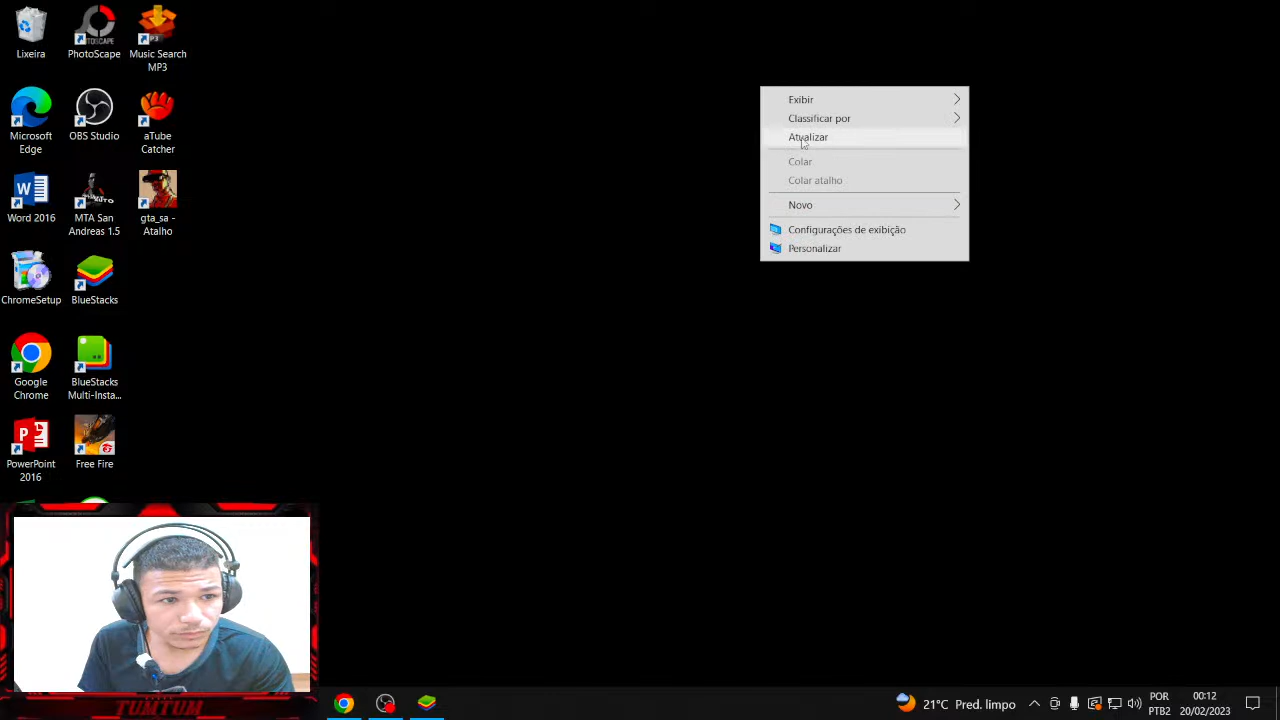 Lixeira
PhotoScape
Music Search
MP3
Microsoft
Edge
OBS Studio
aTube
Catcher
Word 2016
MTA San
Andreas 1.5
gta_sa -
Atalho
ChromeSetup
BlueStacks
Google
Chrome
BlueStacks
Multi-Insta...
PowerPoint
2016
Free Fire
Exibir
Classificar por
Atualizar
Colar
Colar atalho
Novo
Configurações de exibição
Personalizar
TUMTUM
21°C Pred. limpo
POR
PTB2
00:12
20/02/2023